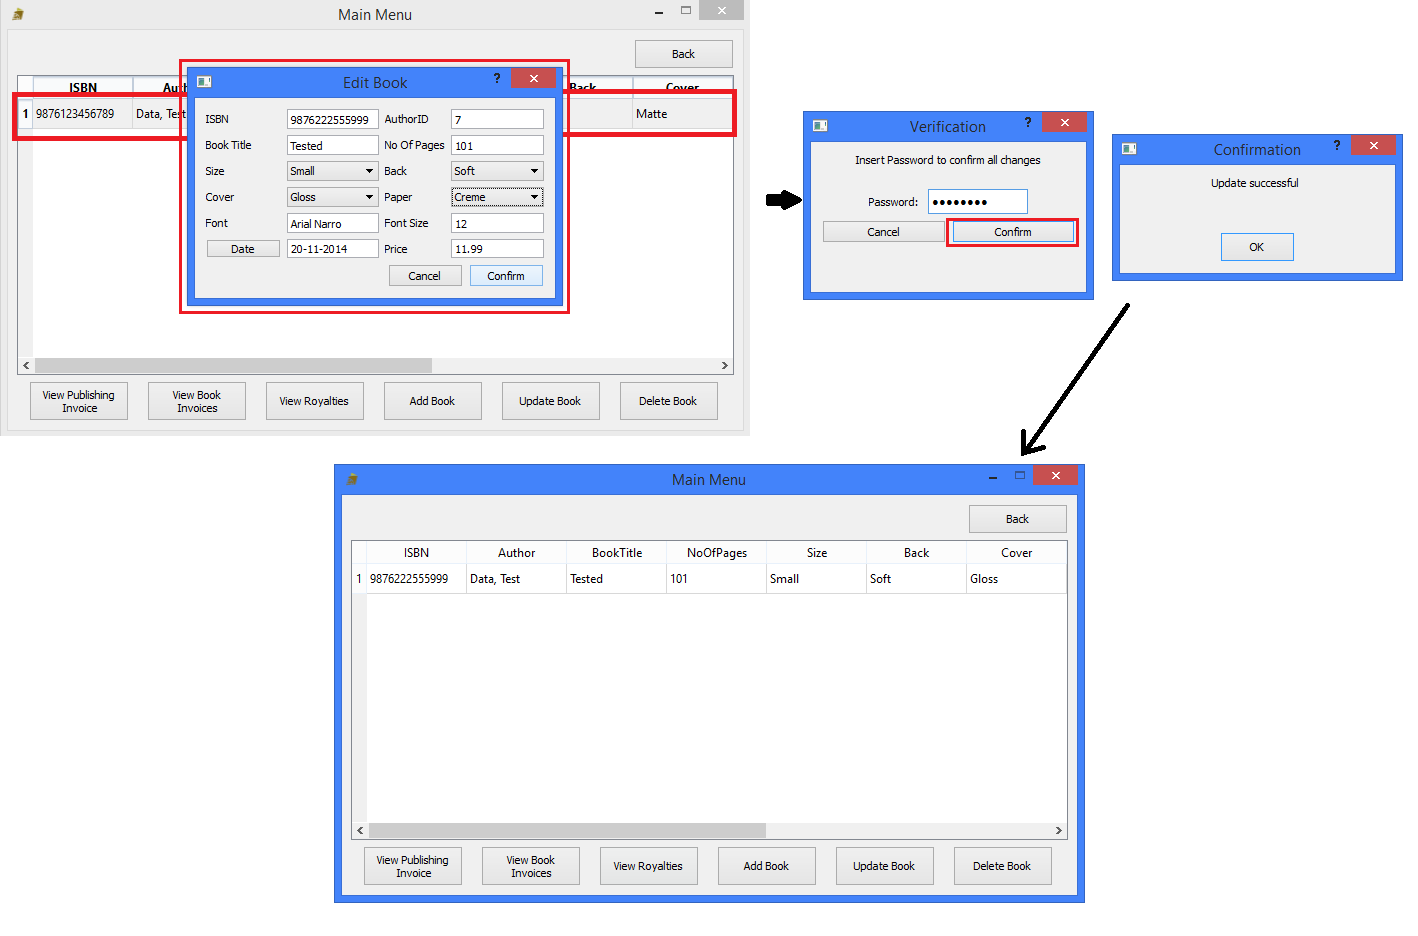 Main Menu
Back
ISBN Auth Back Cover
1 9876123456789 Data, Test Matte
Edit Book ?
ISBN 9876222555999 AuthorID 7
Book Title Tested No Of Pages 101
Size Small Back Soft
Cover Gloss Paper Creme
Font Arial Narro Font Size 12
Date 20-11-2014 Price 11.99
Cancel Confirm
View Publishing Invoice View Book Invoices View Royalties Add Book Update Book Delete Book
Verification ?
Insert Password to confirm all changes
Password: ●●●●●●●●
Cancel Confirm
Confirmation ?
Update successful
OK
Main Menu
Back
ISBN Author BookTitle NoOfPages Size Back Cover
1 9876222555999 Data, Test Tested 101 Small Soft Gloss
View Publishing Invoice View Book Invoices View Royalties Add Book Update Book Delete Book